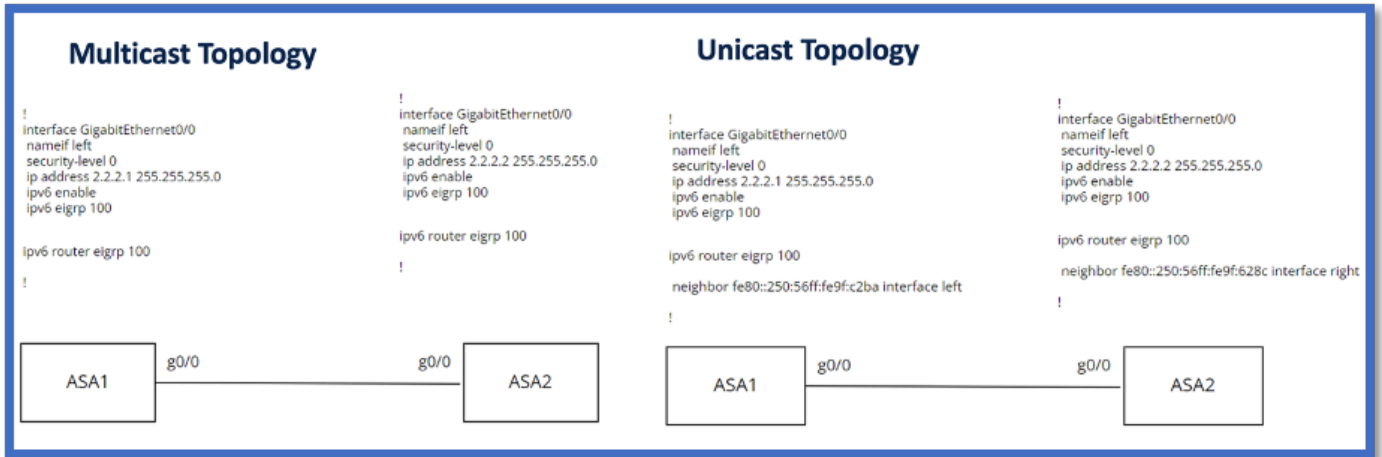 Multicast Topology
!
interface GigabitEthernet0/0
nameif left
security-level 0
ip address 2.2.2.1 255.255.255.0
ipv6 enable
ipv6 eigrp 100
ipv6 router eigrp 100
!
!
interface GigabitEthernet0/0
nameif left
security-level 0
ip address 2.2.2.2 255.255.255.0
ipv6 enable
ipv6 eigrp 100
ipv6 router eigrp 100
!
ASA1
g0/0
g0/0
ASA2
Unicast Topology
!
interface GigabitEthernet0/0
nameif left
security-level 0
ip address 2.2.2.1 255.255.255.0
ipv6 enable
ipv6 eigrp 100
ipv6 router eigrp 100
neighbor fe80::250:56ff:fe9f:c2ba interface left
!
!
interface GigabitEthernet0/0
nameif left
security-level 0
ip address 2.2.2.2 255.255.255.0
ipv6 enable
ipv6 eigrp 100
ipv6 router eigrp 100
neighbor fe80::250:56ff:fe9f:628c interface right
!
ASA1
g0/0
g0/0
ASA2